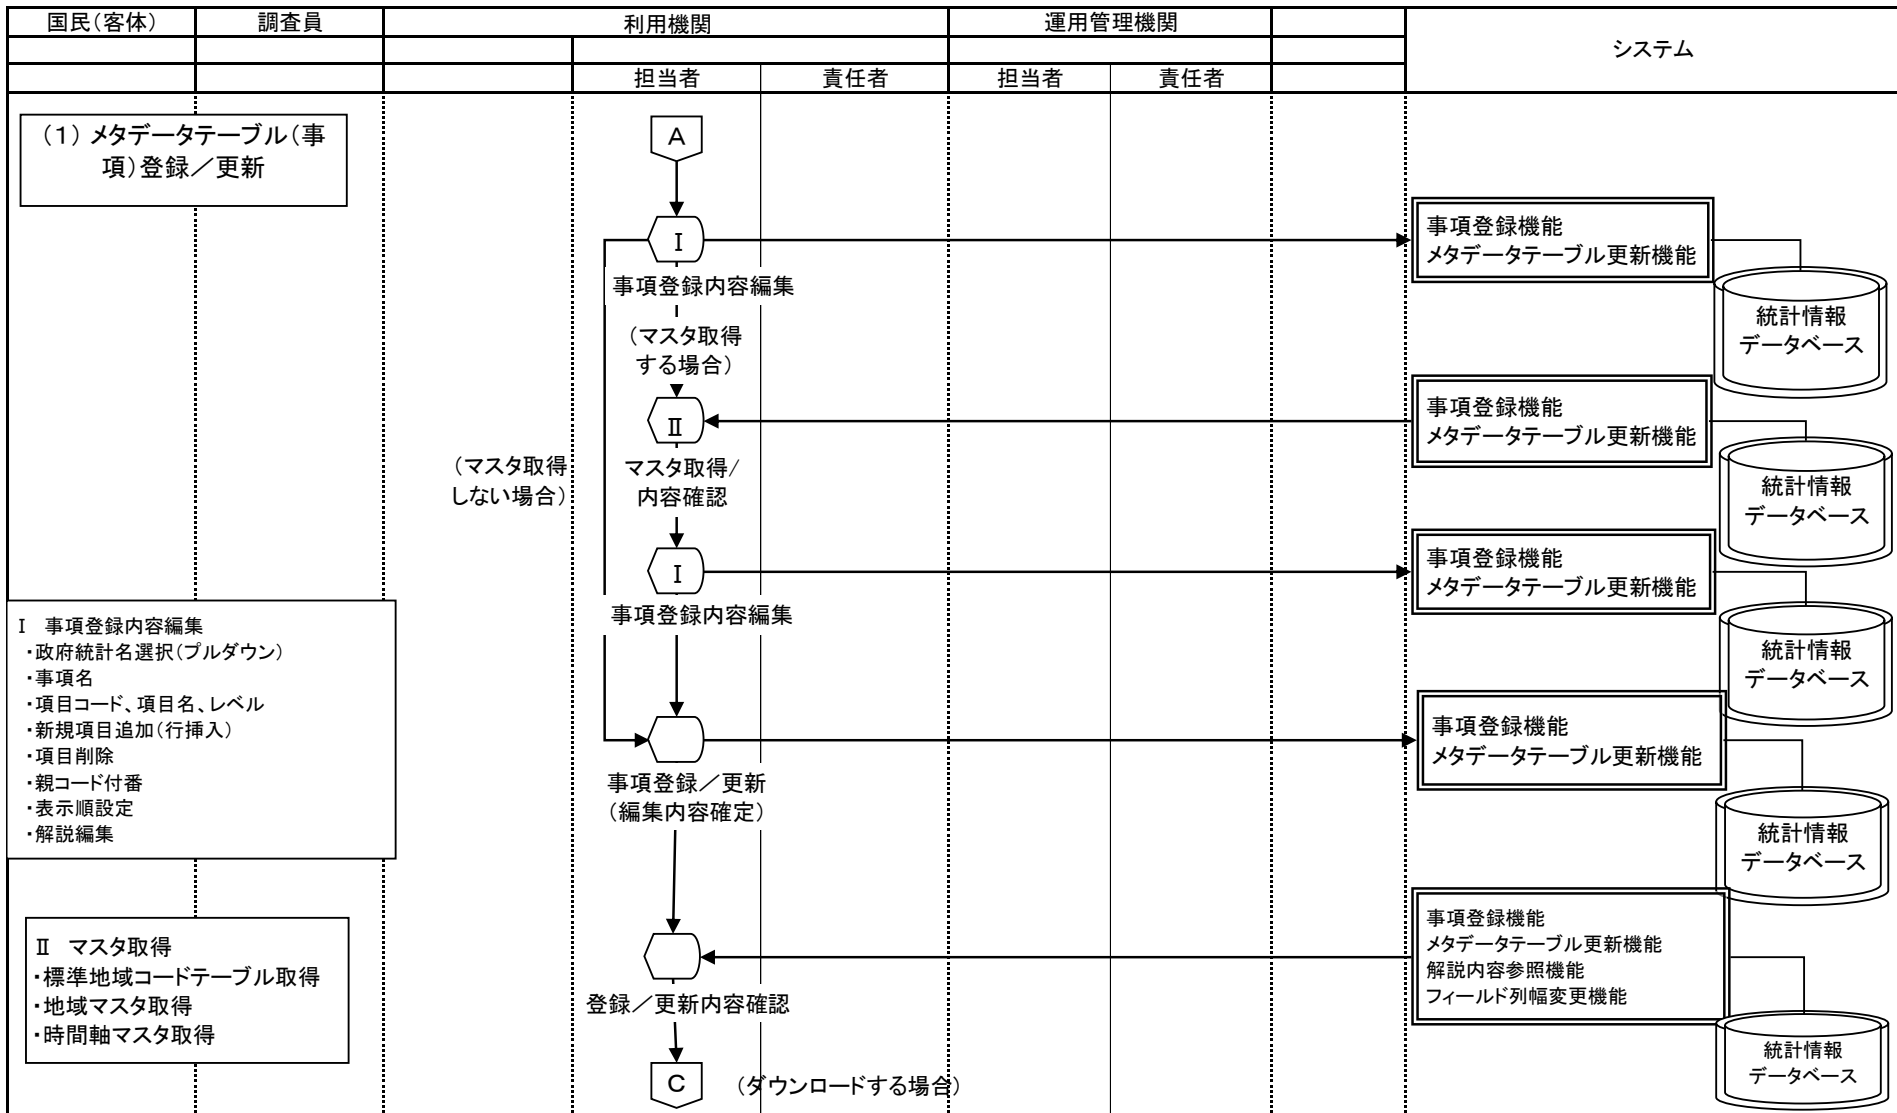 国民（客体）
調査員
利用機関
運用管理機関
システム
担当者
責任者
担当者
責任者
（１）メタデータテーブル（事
項）登録／更新
A
Ⅰ
事項登録内容編集
事項登録機能
メタデータテーブル更新機能
統計情報
データベース
（マスタ取得
する場合）
Ⅱ
マスタ取得/
内容確認
（マスタ取得
しない場合）
事項登録機能
メタデータテーブル更新機能
統計情報
データベース
Ⅰ
事項登録内容編集
事項登録機能
メタデータテーブル更新機能
統計情報
データベース
Ⅰ　事項登録内容編集
・政府統計名選択（プルダウン）
・事項名
・項目コード、項目名、レベル
・新規項目追加（行挿入）
・項目削除
・親コード付番
・表示順設定
・解説編集
事項登録／更新
（編集内容確定）
事項登録機能
メタデータテーブル更新機能
統計情報
データベース
Ⅱ　マスタ取得
・標準地域コードテーブル取得
・地域マスタ取得
・時間軸マスタ取得
登録／更新内容確認
事項登録機能
メタデータテーブル更新機能
解説内容参照機能
フィールド列幅変更機能
統計情報
データベース
C
（ダウンロードする場合）